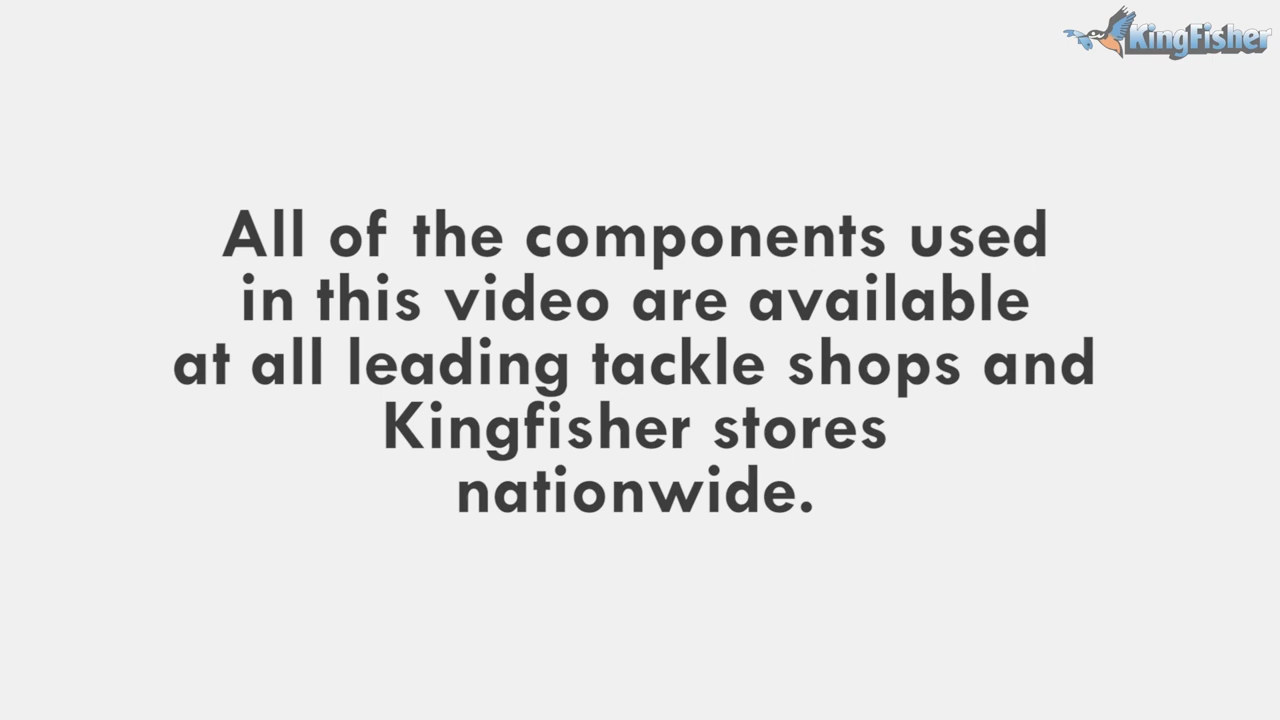 KingFisher
All of the components used
in this video are available
at all leading tackle shops and
Kingfisher stores
nationwide.